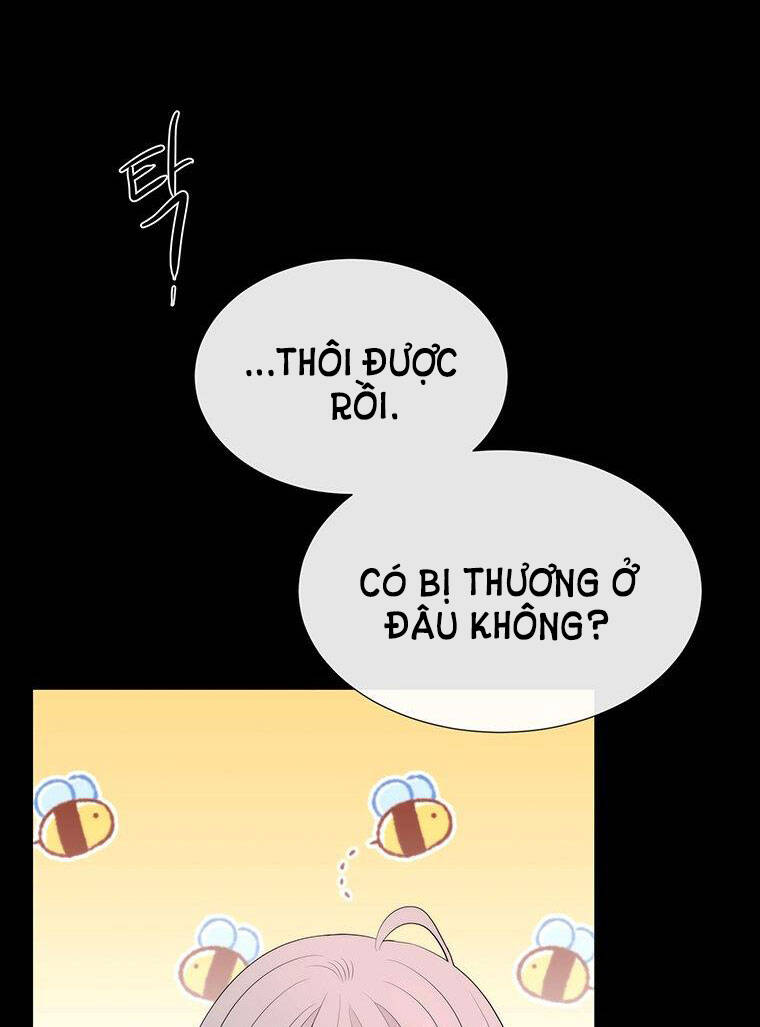 탁
...THÔI ĐƯỢC
RỒI.
CÓ BỊ THƯƠNG Ở
ĐÂU KHÔNG?